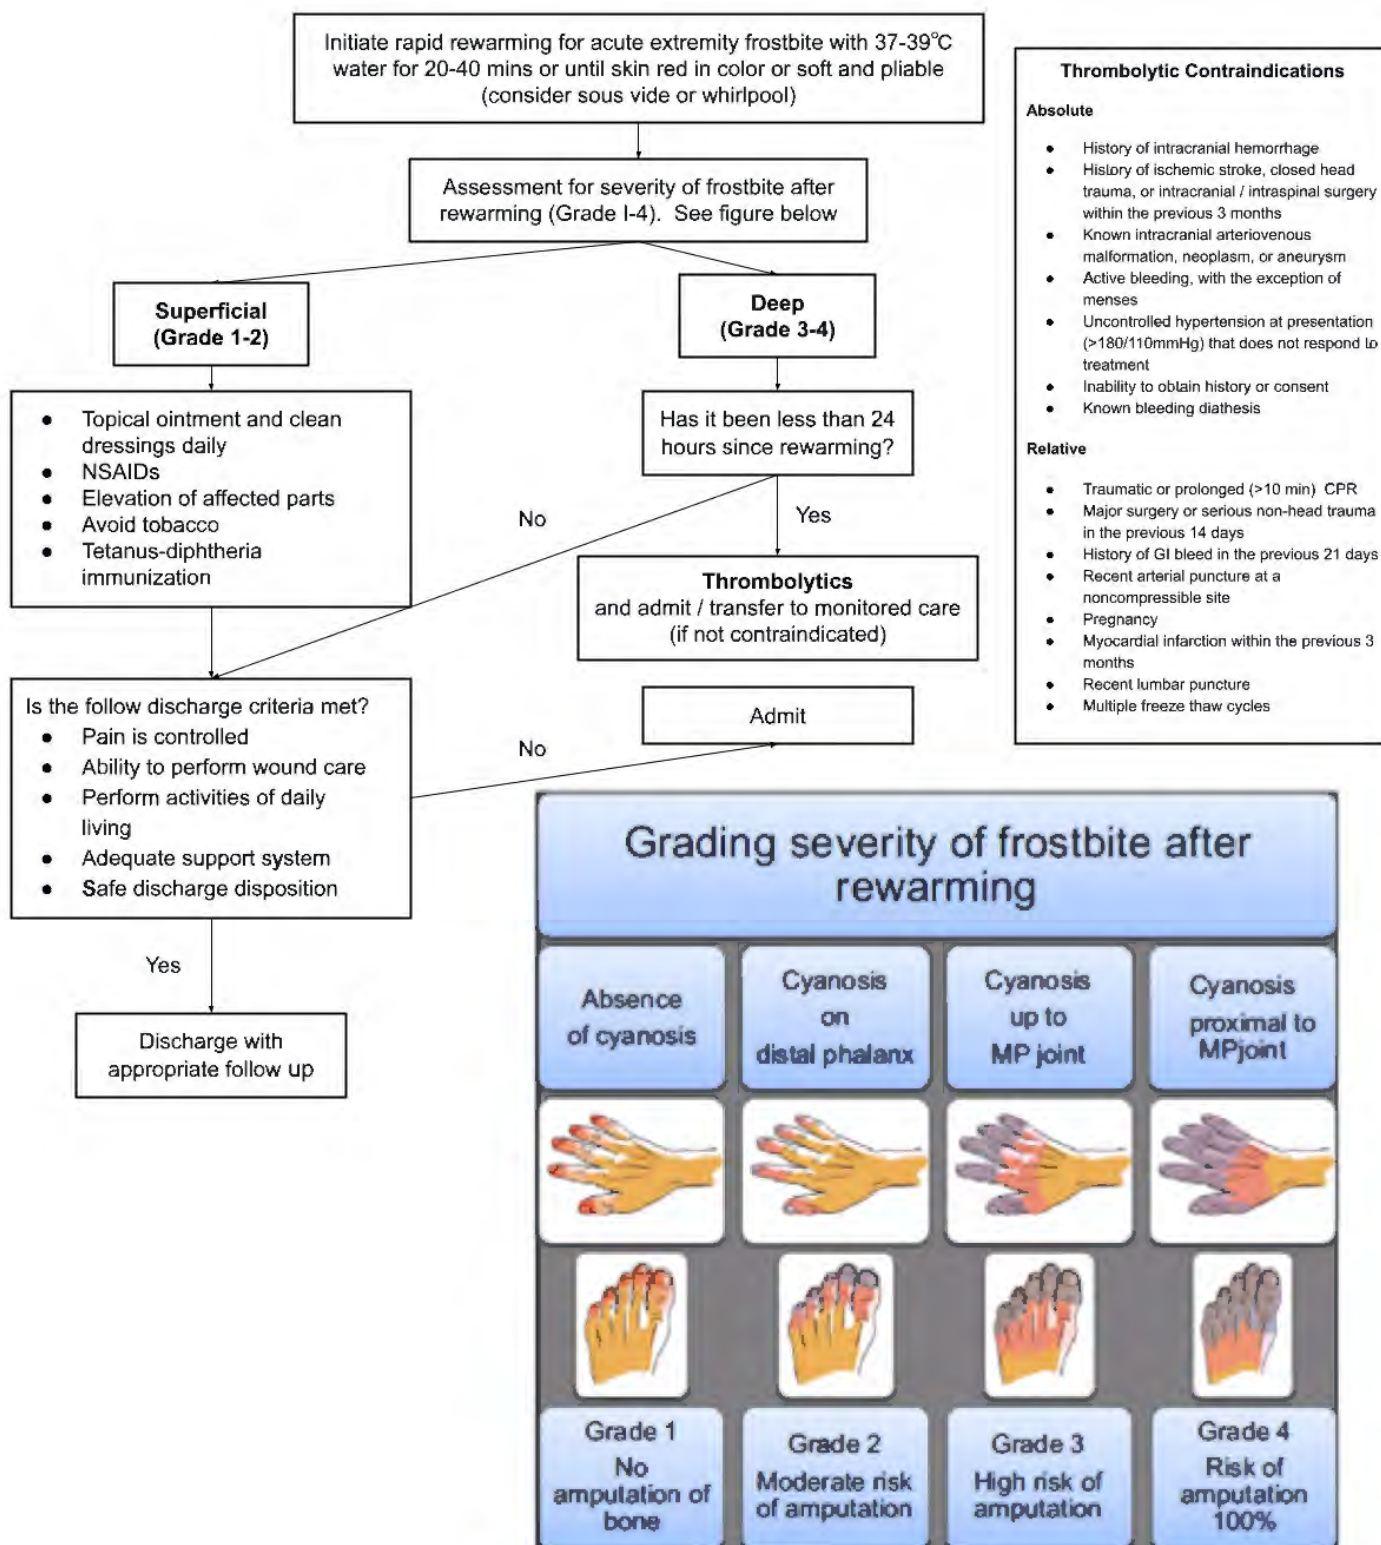 Initiate rapid rewarming for acute extremity frostbite with 37-39°C
water for 20-40 mins or until skin red in color or soft and pliable
(consider sous vide or whirlpool)
Assessment for severity of frostbite after
rewarming (Grade I-4). See figure below
Superficial
(Grade 1-2)
Deep
(Grade 3-4)
● Topical ointment and clean
dressings daily
● NSAIDs
● Elevation of affected parts
● Avoid tobacco
● Tetanus-diphtheria
immunization
Has it been less than 24
hours since rewarming?
No
Yes
Thrombolytics
and admit / transfer to monitored care
(if not contraindicated)
Is the follow discharge criteria met?
● Pain is controlled
● Ability to perform wound care
● Perform activities of daily
living
● Adequate support system
● Safe discharge disposition
No
Admit
Yes
Discharge with
appropriate follow up
Thrombolytic Contraindications
Absolute
● History of intracranial hemorrhage
● History of ischemic stroke, closed head
trauma, or intracranial / intraspinal surgery
within the previous 3 months
● Known intracranial arteriovenous
malformation, neoplasm, or aneurysm
● Active bleeding, with the exception of
menses
● Uncontrolled hypertension at presentation
(>180/110mmHg) that does not respond to
treatment
● Inability to obtain history or consent
● Known bleeding diathesis
Relative
● Traumatic or prolonged (>10 min) CPR
● Major surgery or serious non-head trauma
in the previous 14 days
● History of GI bleed in the previous 21 days
● Recent arterial puncture at a
noncompressible site
● Pregnancy
● Myocardial infarction within the previous 3
months
● Recent lumbar puncture
● Multiple freeze thaw cycles
Grading severity of frostbite after
rewarming
Absence
of cyanosis
Cyanosis
on
distal phalanx
Cyanosis
up to
MP joint
Cyanosis
proximal to
MPjoint
Grade 1
No
amputation of
bone
Grade 2
Moderate risk
of amputation
Grade 3
High risk of
amputation
Grade 4
Risk of
amputation
100%